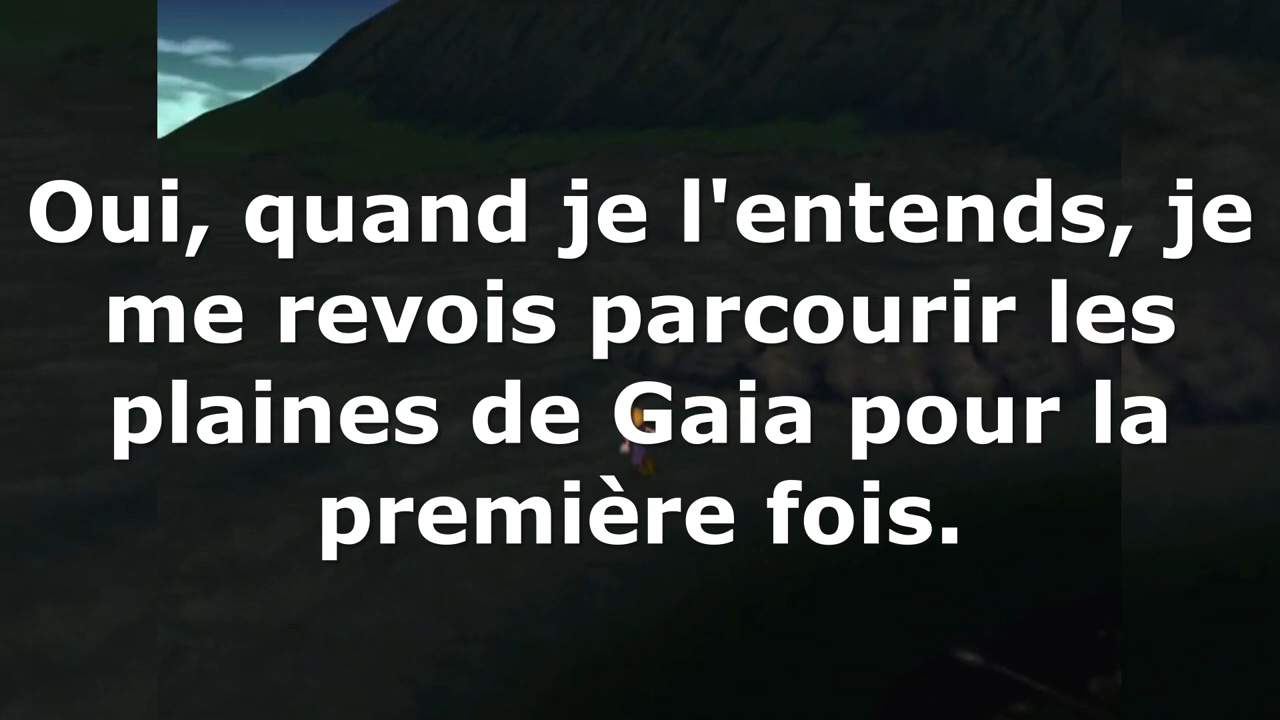 Oui, quand je l'entends, je
me revois parcourir les
plaines de Gaia pour la
première fois.